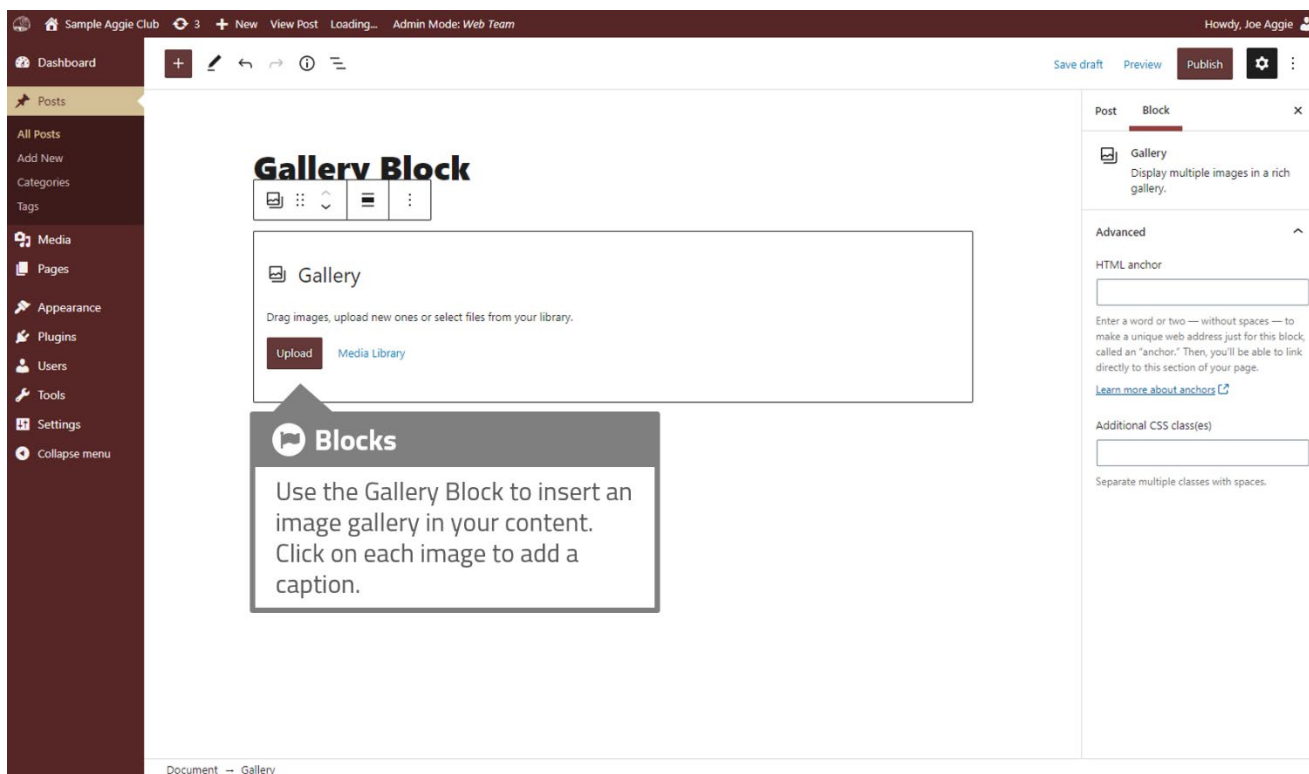 Sample Aggie Club 3 New View Post Loading... Admin Mode: Web Team Howdy, Joe Aggie
Dashboard
Posts
All Posts
Add New
Categories
Tags
Media
Pages
Appearance
Plugins
Users
Tools
Settings
Collapse menu
Save draft Preview Publish
Gallery Block
Gallery
Drag images, upload new ones or select files from your library.
Upload Media Library
Blocks
Use the Gallery Block to insert an
image gallery in your content.
Click on each image to add a
caption.
Post Block
Gallery
Display multiple images in a rich
gallery.
Advanced
HTML anchor
Enter a word or two — without spaces — to
make a unique web address just for this block,
called an “anchor.” Then, you’ll be able to link
directly to this section of your page.
Learn more about anchors
Additional CSS class(es)
Separate multiple classes with spaces.
Document → Gallery